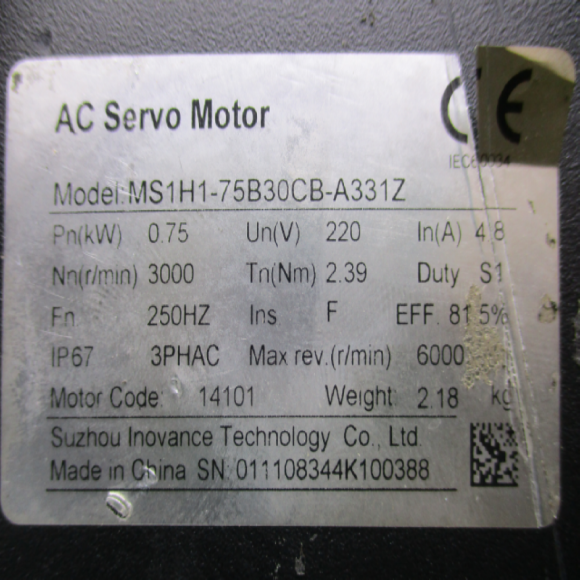 AC Servo Motor CE
IEC60034
Model: MS1H1-75B30CB-A331Z
Pn(kW) 0.75 Un(V) 220 In(A) 4.8
Nn(r/min) 3000 Tn(Nm) 2.39 Duty S1
Fn 250HZ Ins F EFF. 81.5%
IP67 3PHAC Max rev.(r/min) 6000
Motor Code: 14101 Weight: 2.18 kg
Suzhou Inovance Technology Co., Ltd.
Made in China SN: 011108344K100388